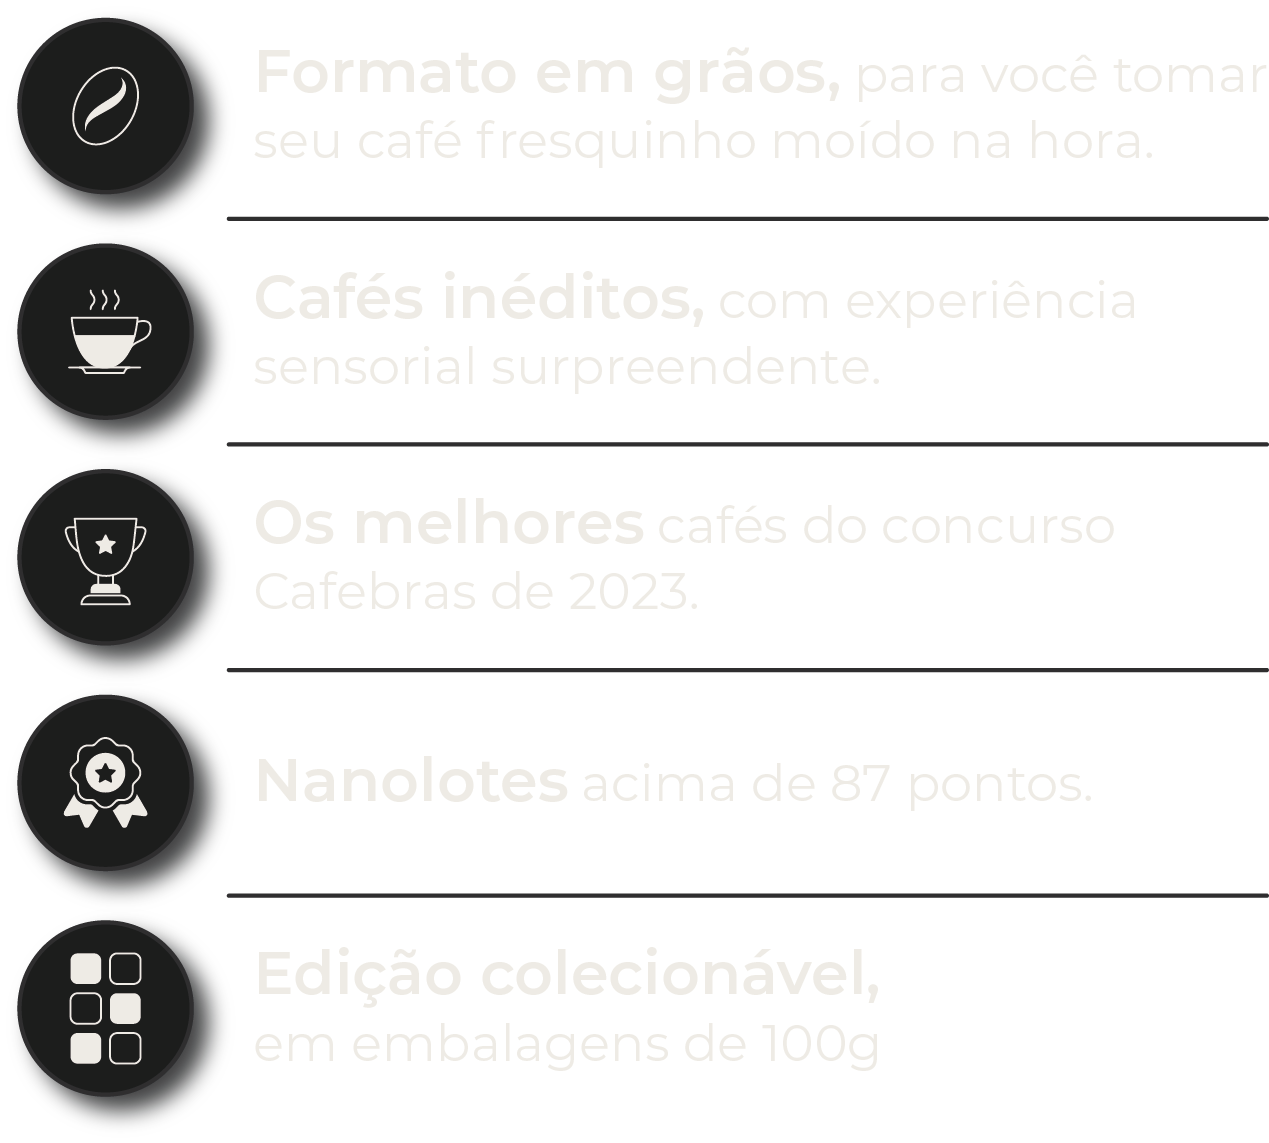 Formato em grãos, para você tomar
seu café fresquinho moído na hora.
Cafés inéditos, com experiência
sensorial surpreendente.
Os melhores cafés do concurso
Cafebras de 2023.
Nanolotes acima de 87 pontos.
Edição colecionável,
em embalagens de 100g